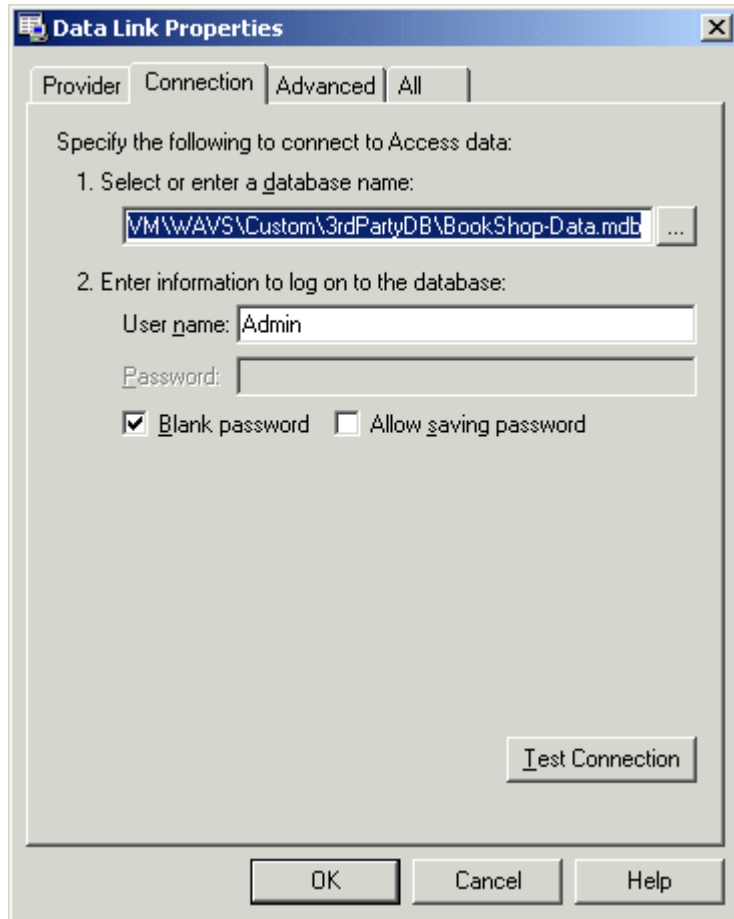 Data Link Properties
Provider Connection Advanced All
Specify the following to connect to Access data:
1. Select or enter a database name:
VM\WAVS\Custom\3rdPartyDB\BookShop-Data.mdb ...
2. Enter information to log on to the database:
User name: Admin
Password:
Blank password Allow saving password
Test Connection
OK Cancel Help